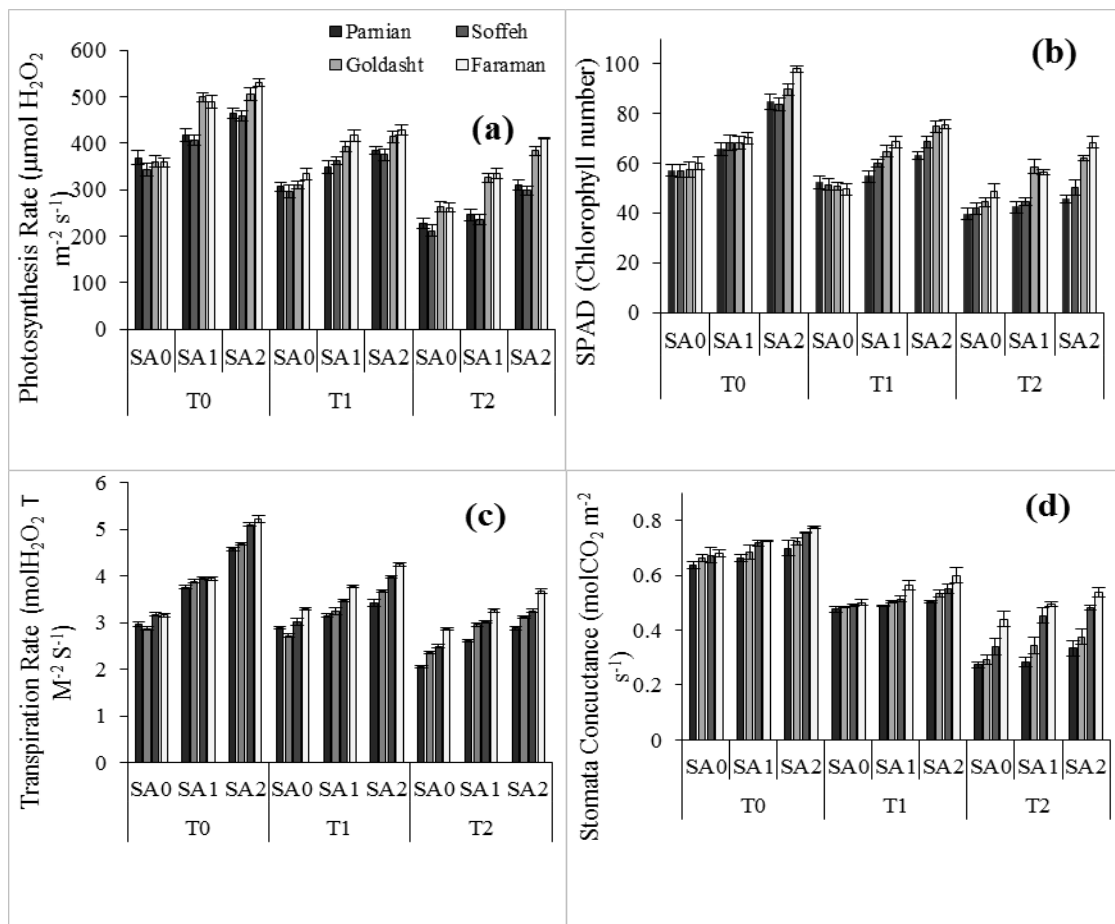 Parnian Soffeh
Goldasht Faraman
(a)
Photosynthesis Rate (µmol H₂O₂
m⁻² s⁻¹)
600
500
400
300
200
100
0
SA0 SA1 SA2 SA0 SA1 SA2 SA0 SA1 SA2
T0 T1 T2
(b)
SPAD (Chlorophyll number)
100
80
60
40
20
0
SA0 SA1 SA2 SA0 SA1 SA2 SA0 SA1 SA2
T0 T1 T2
(c)
Transpiration Rate (molH₂O₂ T
M⁻² S⁻¹)
6
5
4
3
2
1
0
SA0 SA1 SA2 SA0 SA1 SA2 SA0 SA1 SA2
T0 T1 T2
(d)
Stomata Concuctance (molCO₂ m⁻²
s⁻¹)
0.8
0.6
0.4
0.2
0
SA0 SA1 SA2 SA0 SA1 SA2 SA0 SA1 SA2
T0 T1 T2